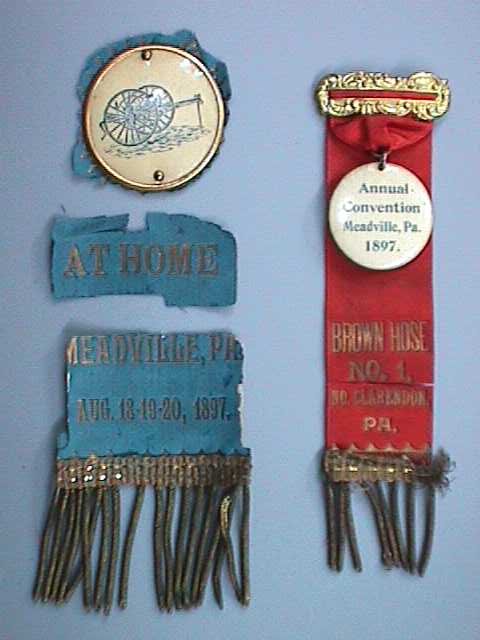 AT HOME
MEADVILLE, PA.
AUG. 18-19-20, 1897.
Annual
Convention
Meadville, Pa.
1897.
BROWN HOSE
NO. 1,
NO. CLARENDON,
PA.